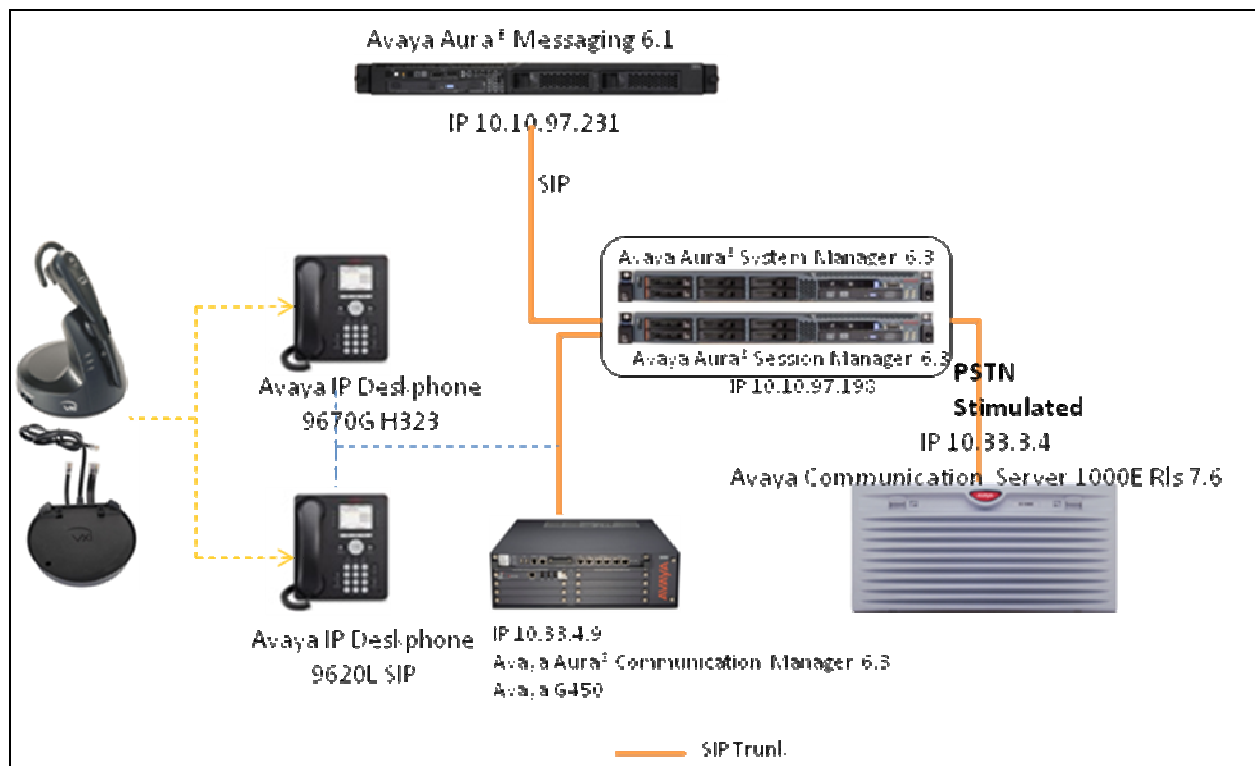 Avaya Aura® Messaging 6.1
IP 10.10.97.231
SIP
Avaya Aura® System Manager 6.3
Avaya Aura® Session Manager 6.3
IP 10.10.97.198
PSTN
Stimulated
IP 10.33.3.4
Avaya Communication Server 1000E Rls 7.6
Avaya IP Deskphone
9670G H323
Avaya IP Deskphone
9620L SIP
IP 10.33.4.9
Avaya Aura® Communication Manager 6.3
Avaya G450
AVAYA
VXi
SIP Trunk